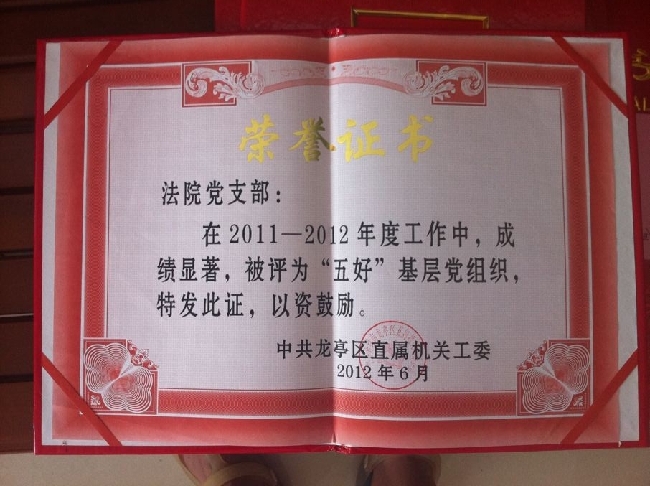 荣誉证书
法院党支部：
在2011—2012年度工作中，成
绩显著，被评为“五好”基层党组织，
特发此证，以资鼓励。
中共龙亭区直属机关工委
2012年6月